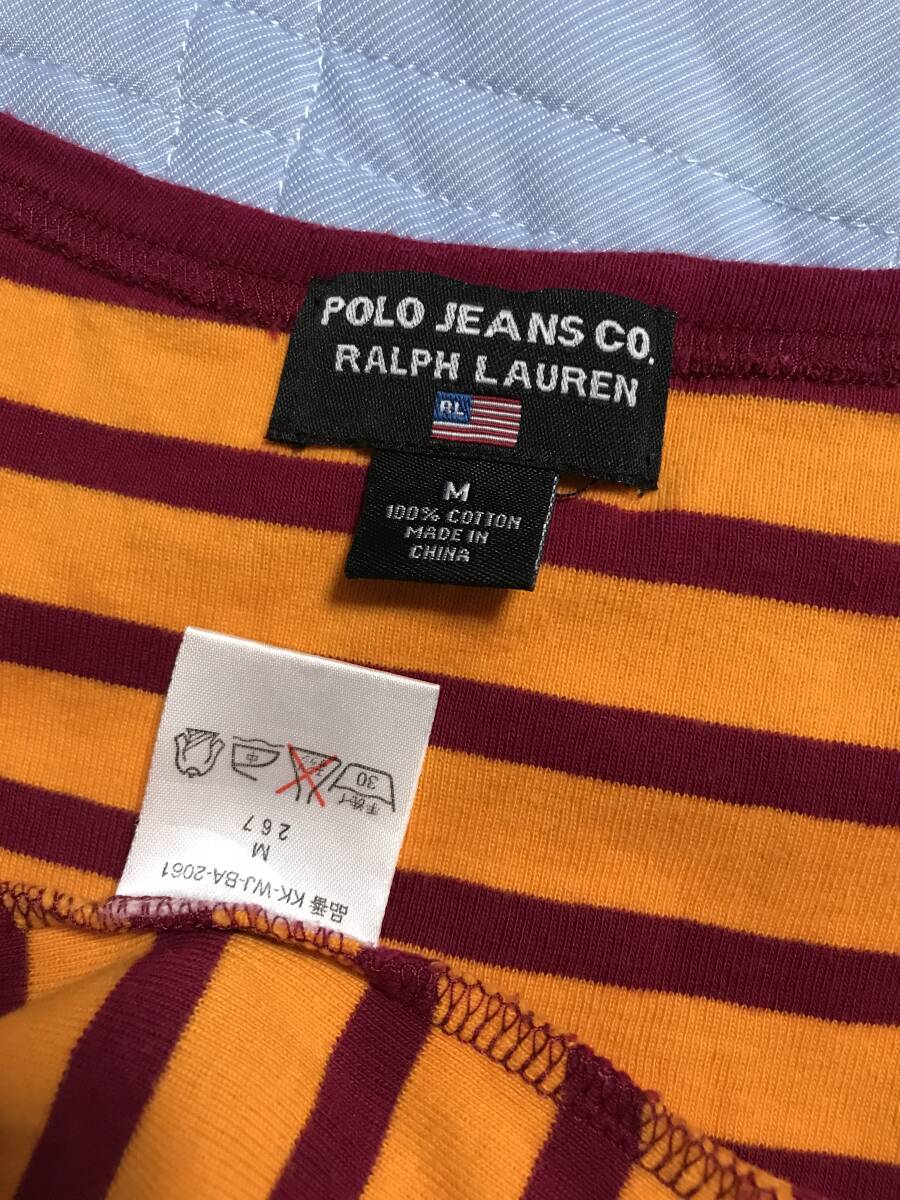 POLO JEANS CO.
RALPH LAUREN
RL
M
100% COTTON
MADE IN
CHINA
品番 KK-WJ-BA-2061
M
267
手洗イ
30
中